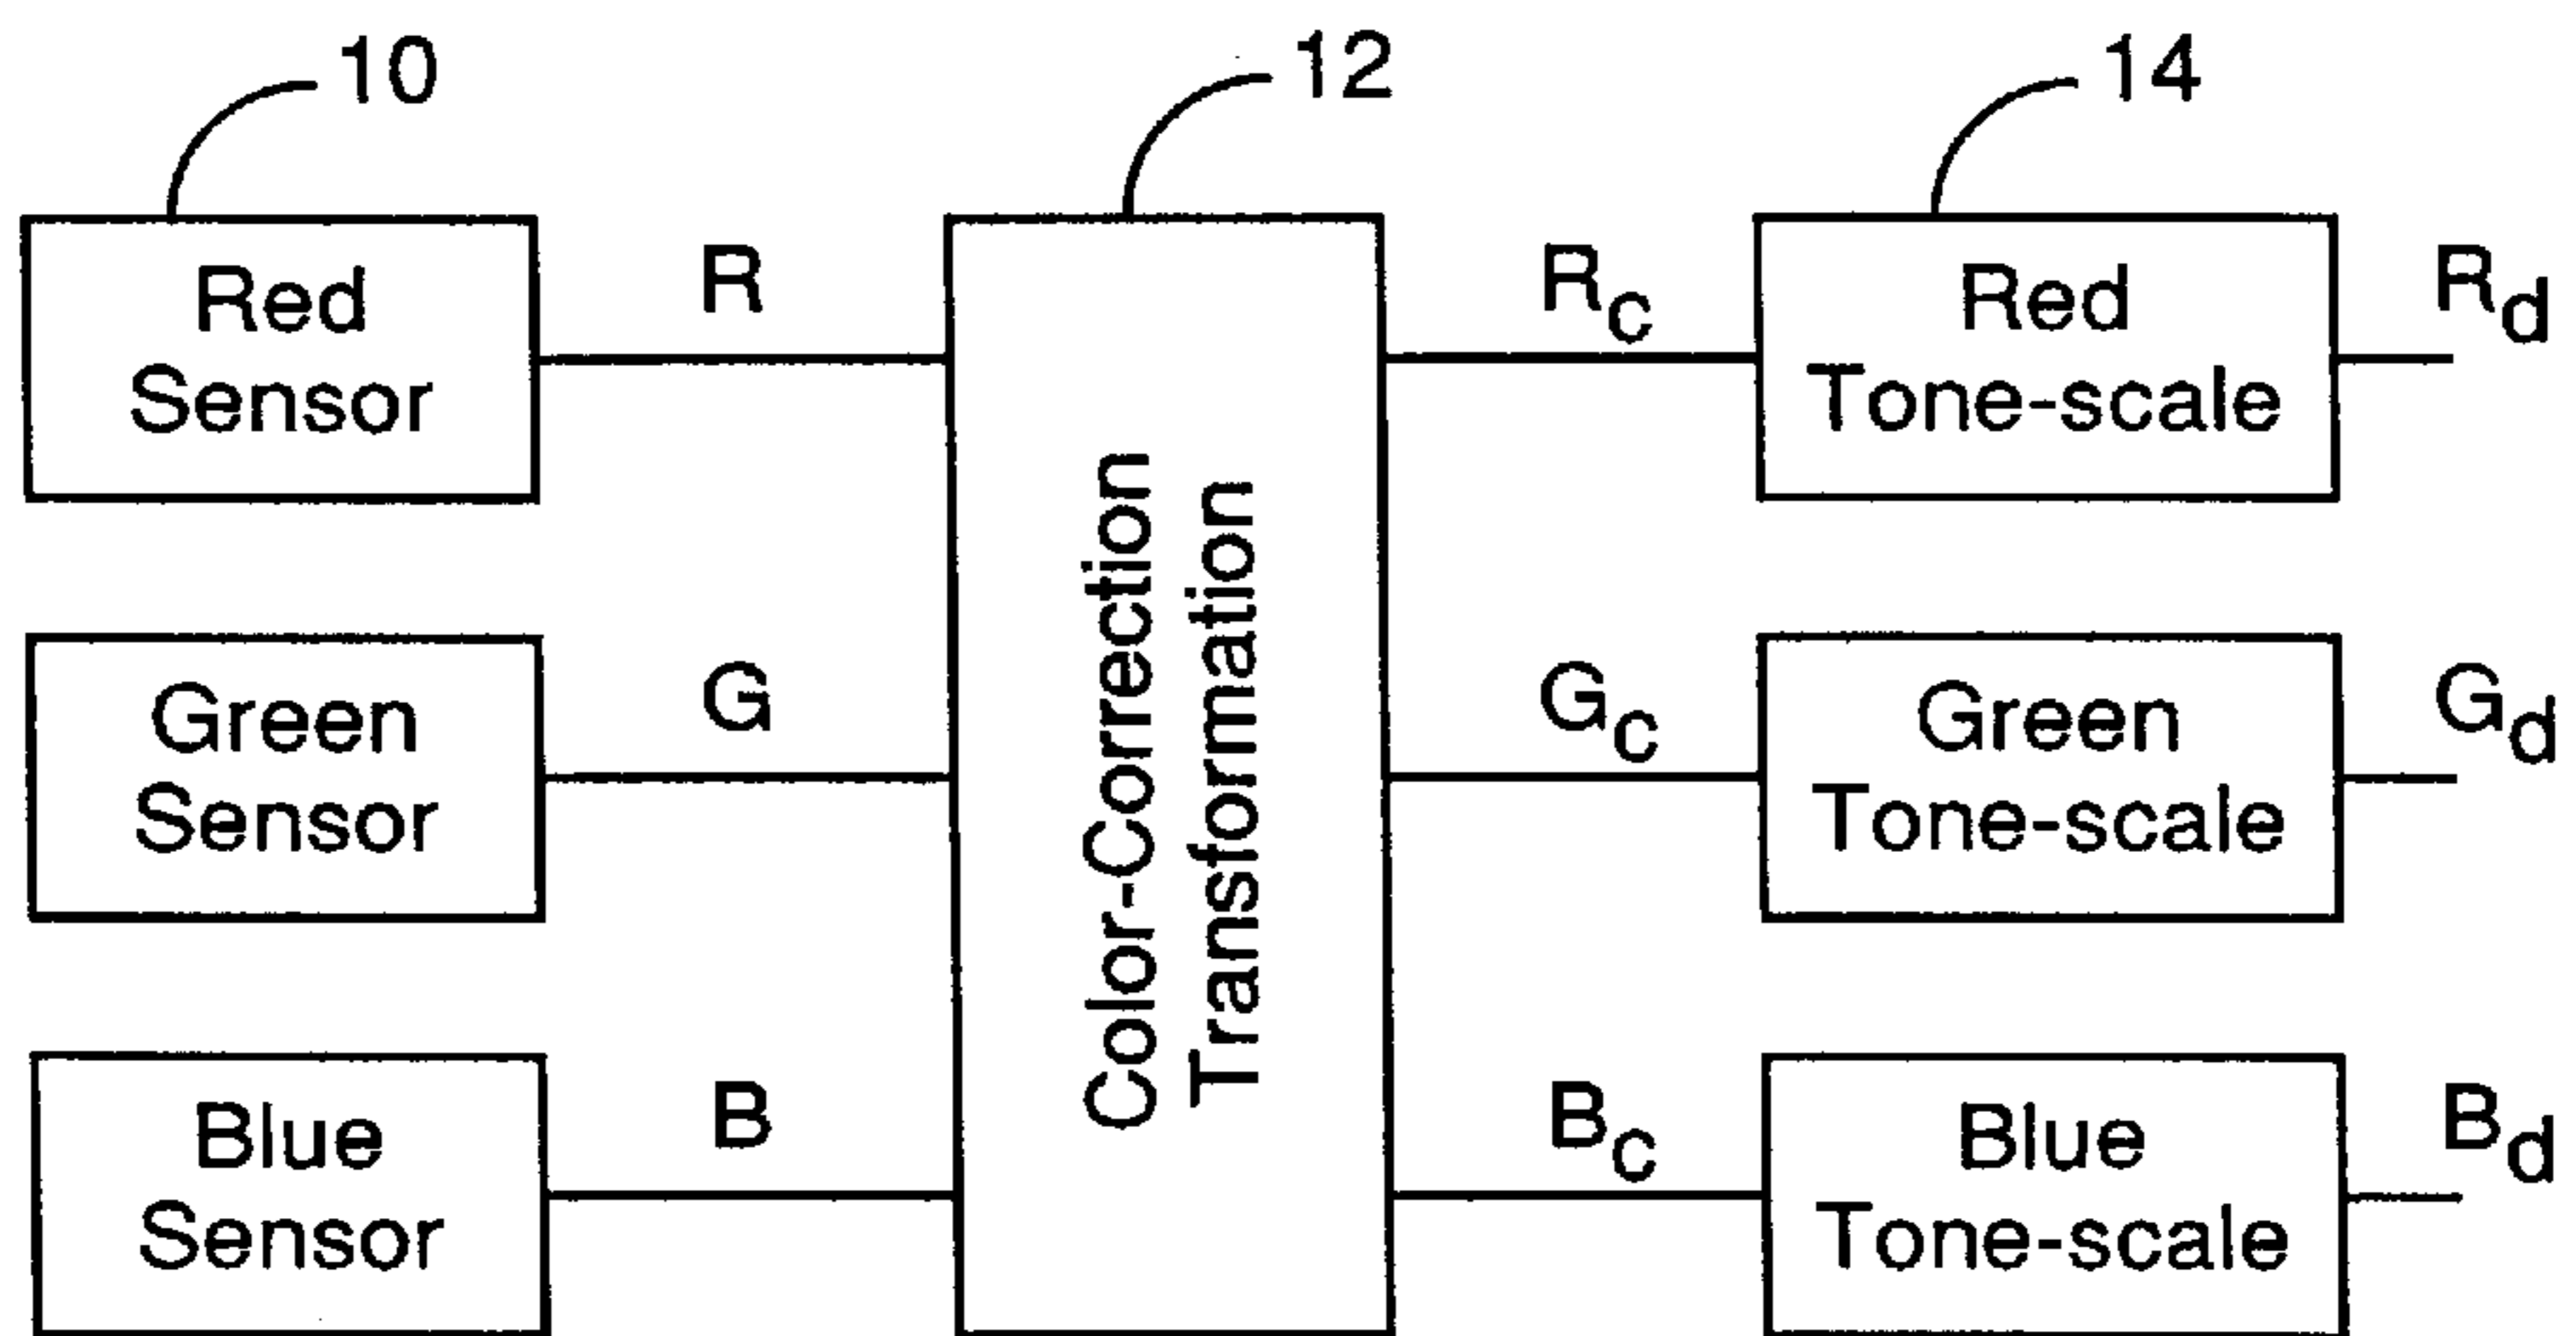 10
12
14
Red
Sensor
R
Color-Correction
Transformation
Rc
Red
Tone-scale
Rd
Green
Sensor
G
Gc
Green
Tone-scale
Gd
Blue
Sensor
B
Bc
Blue
Tone-scale
Bd